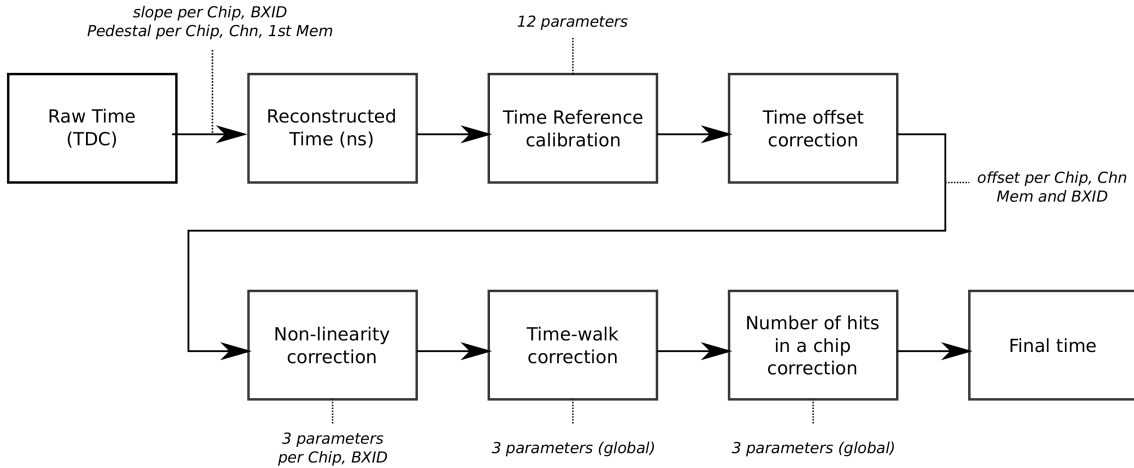 slope per Chip, BXID
Pedestal per Chip, Chn, 1st Mem
12 parameters
Raw Time
(TDC)
Reconstructed
Time (ns)
Time Reference
calibration
Time offset
correction
offset per Chip, Chn
Mem and BXID
Non-linearity
correction
Time-walk
correction
Number of hits
in a chip
correction
Final time
3 parameters
per Chip, BXID
3 parameters (global)
3 parameters (global)